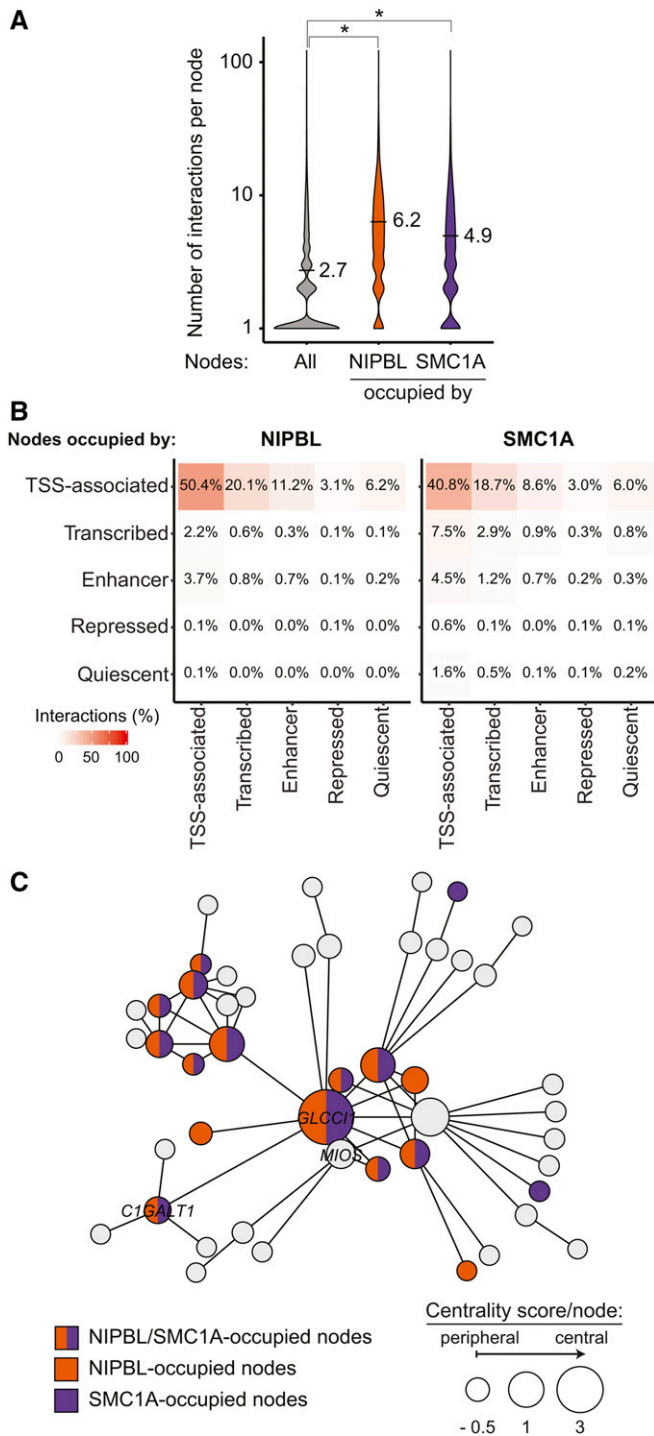 A
* *
Number of interactions per node
100
10
1
2.7
6.2
4.9
Nodes: All NIPBL SMC1A
occupied by
B
Nodes occupied by: NIPBL SMC1A
TSS-associated 50.4% 20.1% 11.2% 3.1% 6.2% 40.8% 18.7% 8.6% 3.0% 6.0%
Transcribed 2.2% 0.6% 0.3% 0.1% 0.1% 7.5% 2.9% 0.9% 0.3% 0.8%
Enhancer 3.7% 0.8% 0.7% 0.1% 0.2% 4.5% 1.2% 0.7% 0.2% 0.3%
Repressed 0.1% 0.0% 0.0% 0.1% 0.0% 0.6% 0.1% 0.0% 0.1% 0.1%
Quiescent 0.1% 0.0% 0.0% 0.0% 0.0% 1.6% 0.5% 0.1% 0.1% 0.2%
Interactions (%)
0 50 100
TSS-associated Transcribed Enhancer Repressed Quiescent TSS-associated Transcribed Enhancer Repressed Quiescent
C
GLCCI1
MIOS
C1GALT1
NIPBL/SMC1A-occupied nodes
NIPBL-occupied nodes
SMC1A-occupied nodes
Centrality score/node:
peripheral central
- 0.5 1 3